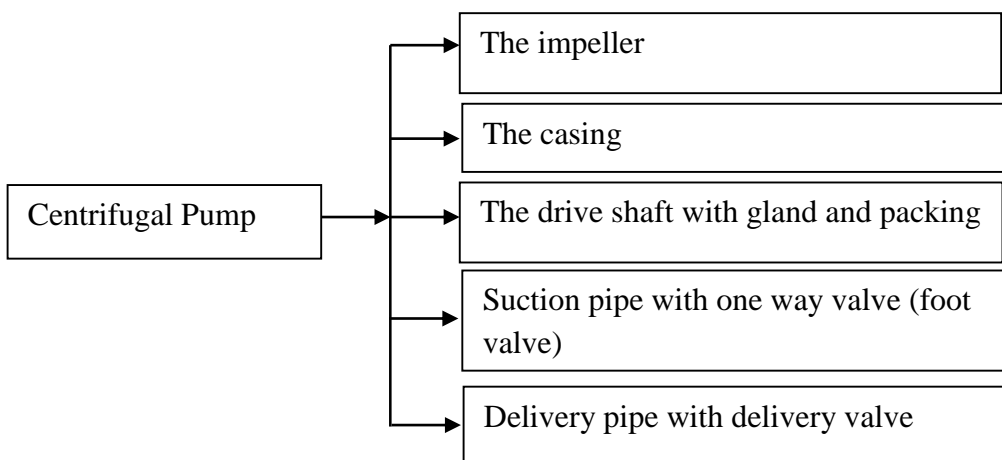 The impeller
The casing
Centrifugal Pump
The drive shaft with gland and packing
Suction pipe with one way valve (foot
valve)
Delivery pipe with delivery valve